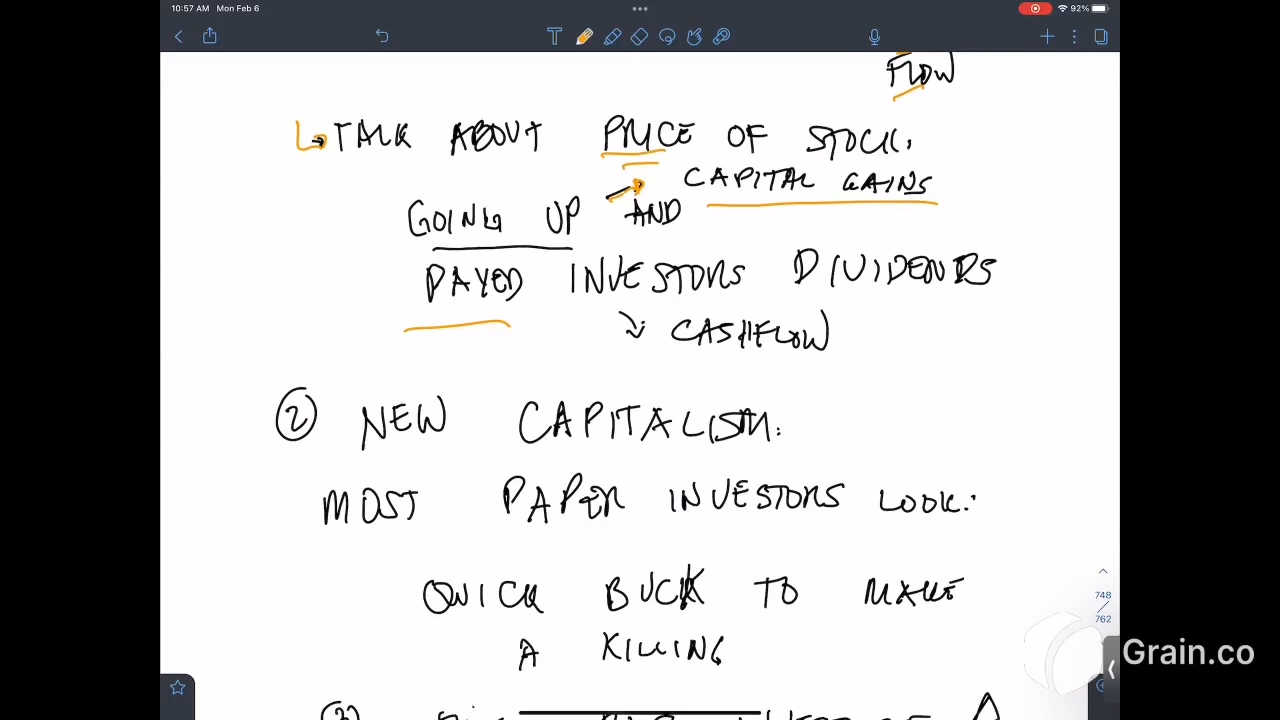 10:57 AM Mon Feb 6
92%
FLOW
TALK ABOUT PRICE OF STOCK.
CAPITAL GAINS
GOING UP AND
PAYED INVESTORS DIVIDENDS
CASHFLOW
2 NEW CAPITALISM:
MOST PAPER INVESTORS LOOK:
QUICK BUCK TO MAKE
A KILLING
748
762
Grain.co